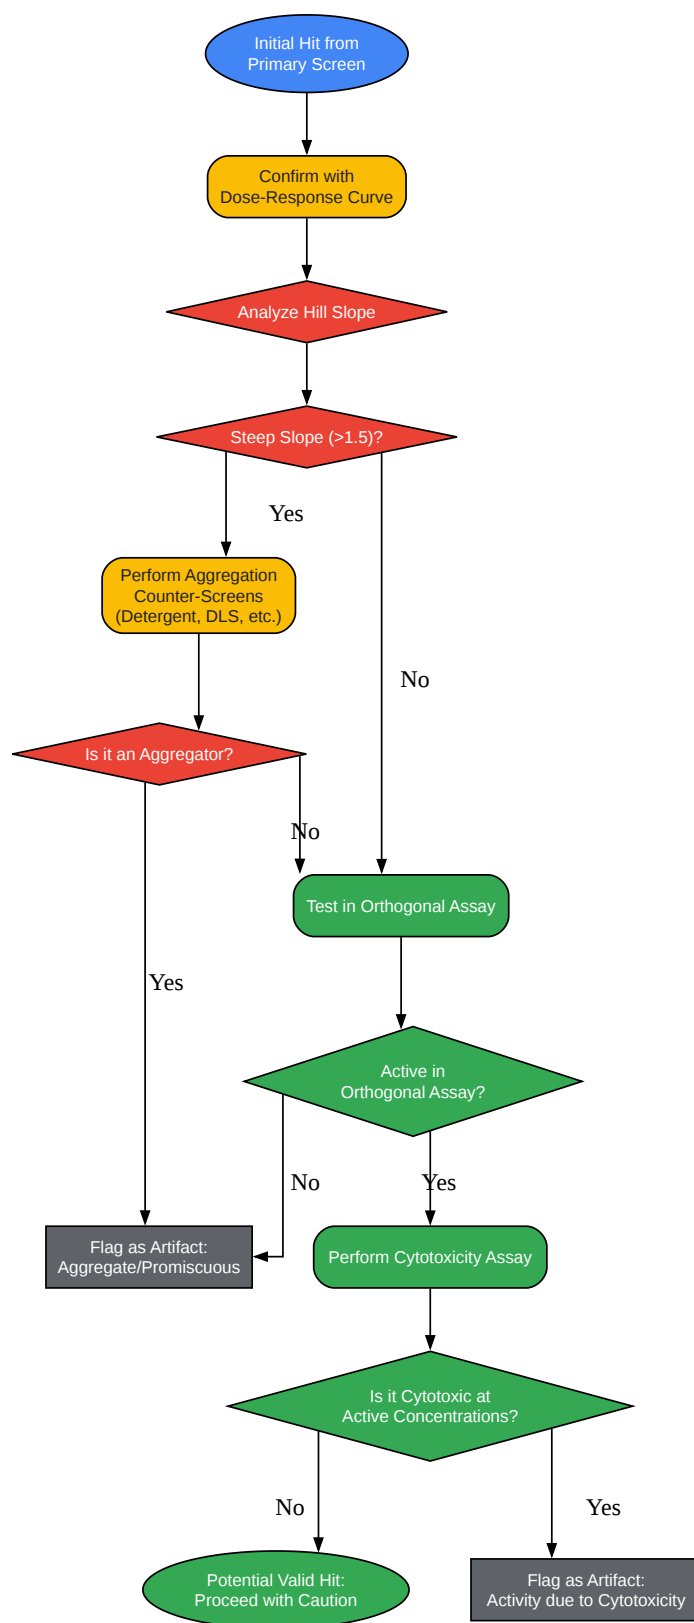 Initial Hit from
Primary Screen
Confirm with
Dose-Response Curve
Analyze Hill Slope
Steep Slope (>1.5)?
Yes
Perform Aggregation
Counter-Screens
(Detergent, DLS, etc.)
No
Is it an Aggregator?
No
Test in Orthogonal Assay
Yes
Active in
Orthogonal Assay?
No
Yes
Flag as Artifact:
Aggregate/Promiscuous
Perform Cytotoxicity Assay
Is it Cytotoxic at
Active Concentrations?
No
Yes
Potential Valid Hit:
Proceed with Caution
Flag as Artifact:
Activity due to Cytotoxicity